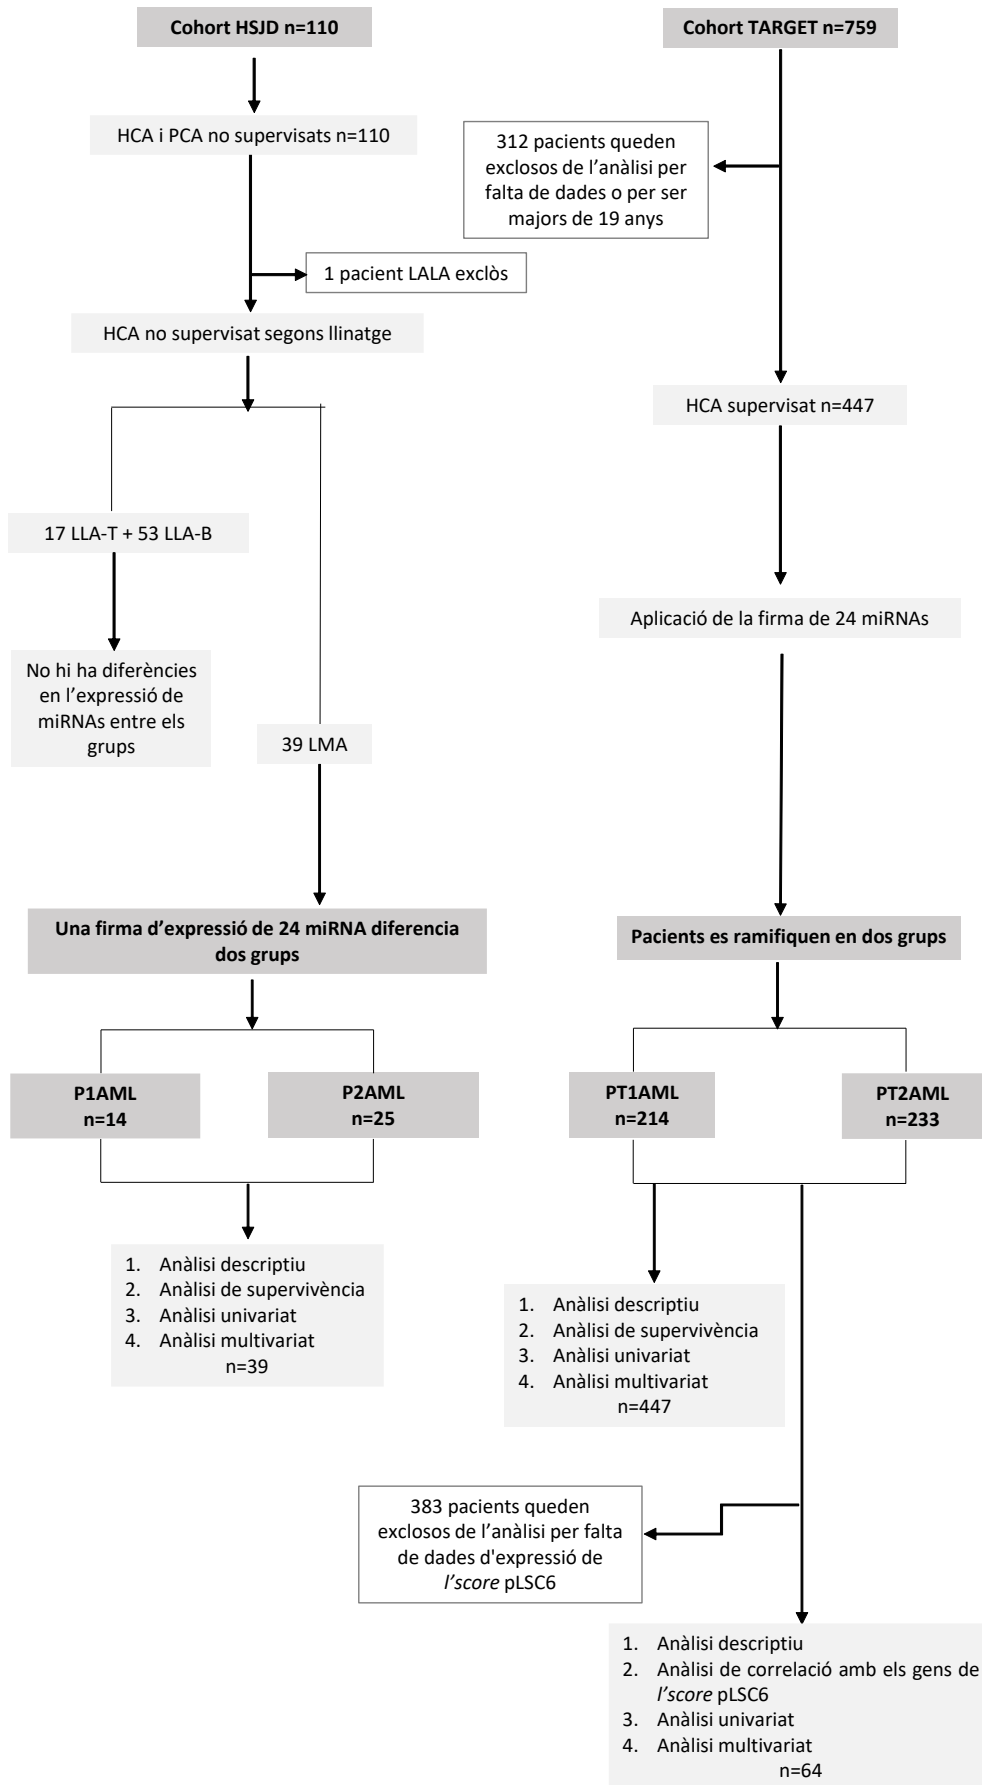 Cohort HSJD n=110
HCA i PCA no supervisats n=110
1 pacient LALA exclòs
HCA no supervisat segons llinatge
17 LLA-T + 53 LLA-B
No hi ha diferències
en l’expressió de
miRNAs entre els
grups
39 LMA
Una firma d’expressió de 24 miRNA diferencia
dos grups
P1AML
n=14
P2AML
n=25
1. Anàlisi descriptiu
2. Anàlisi de supervivència
3. Anàlisi univariat
4. Anàlisi multivariat
n=39
Cohort TARGET n=759
312 pacients queden
exclosos de l’anàlisi per
falta de dades o per ser
majors de 19 anys
HCA supervisat n=447
Aplicació de la firma de 24 miRNAs
Pacients es ramifiquen en dos grups
PT1AML
n=214
PT2AML
n=233
1. Anàlisi descriptiu
2. Anàlisi de supervivència
3. Anàlisi univariat
4. Anàlisi multivariat
n=447
383 pacients queden
exclosos de l’anàlisi per falta
de dades d'expressió de
l’score pLSC6
1. Anàlisi descriptiu
2. Anàlisi de correlació amb els gens de
l’score pLSC6
3. Anàlisi univariat
4. Anàlisi multivariat
n=64